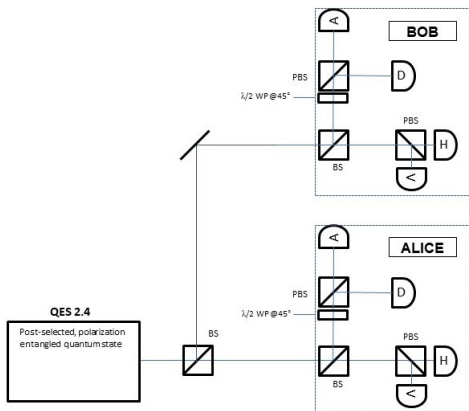 A
BOB
PBS
D
λ/2 WP @45°
PBS
H
BS
V
A
ALICE
PBS
D
QES 2.4
λ/2 WP @45°
Post-selected, polarization
entangled quantum state
BS
PBS
H
BS
V